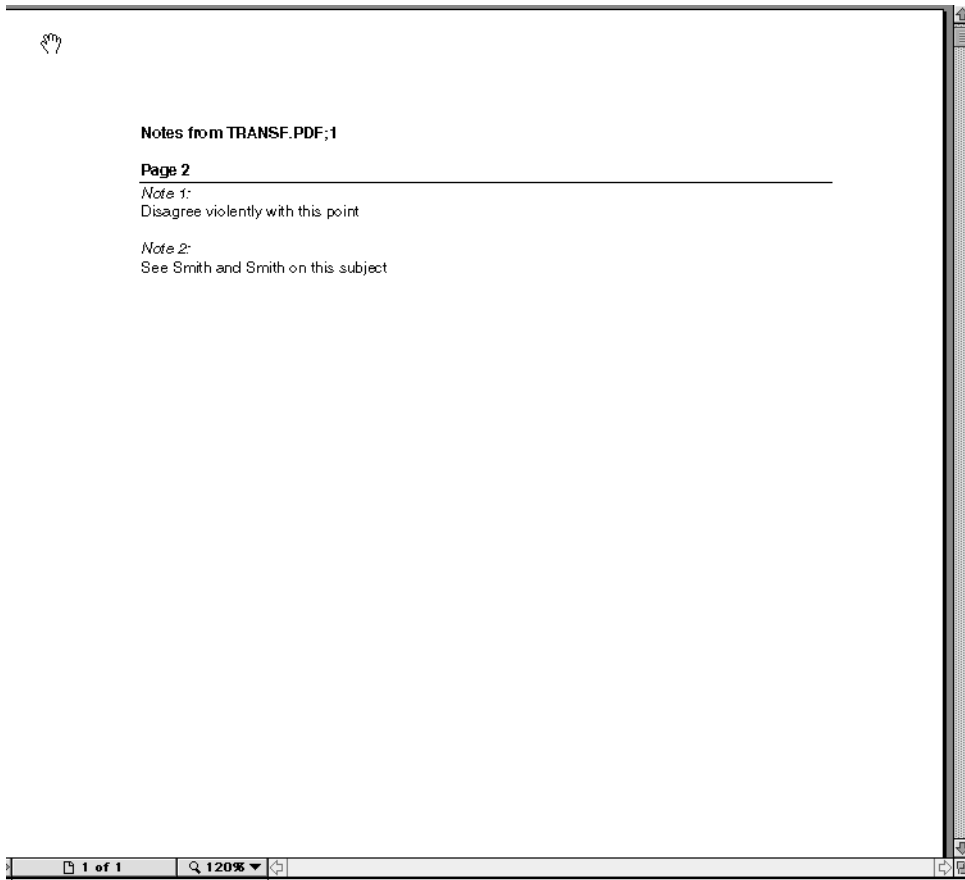 Notes from TRANSF.PDF;1
Page 2
Note 1:
Disagree violently with this point
Note 2:
See Smith and Smith on this subject
1 of 1
120%